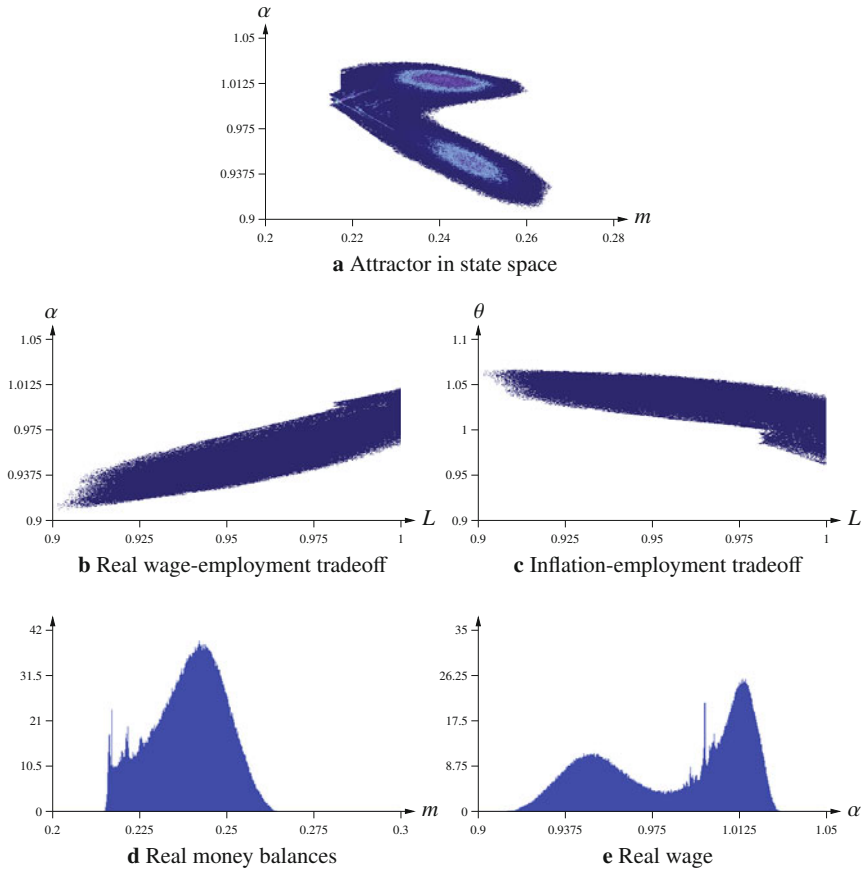 α
1.05
1.0125
0.975
0.9375
0.9
0.2 0.22 0.24 0.26 0.28 m
a Attractor in state space
α
1.05
1.0125
0.975
0.9375
0.9
0.9 0.925 0.95 0.975 1 L
b Real wage-employment tradeoff
θ
1.1
1.05
1
0.95
0.9
0.9 0.925 0.95 0.975 1 L
c Inflation-employment tradeoff
42
31.5
21
10.5
0
0.2 0.225 0.25 0.275 0.3 m
d Real money balances
35
26.25
17.5
8.75
0
0.9 0.9375 0.975 1.0125 1.05 α
e Real wage